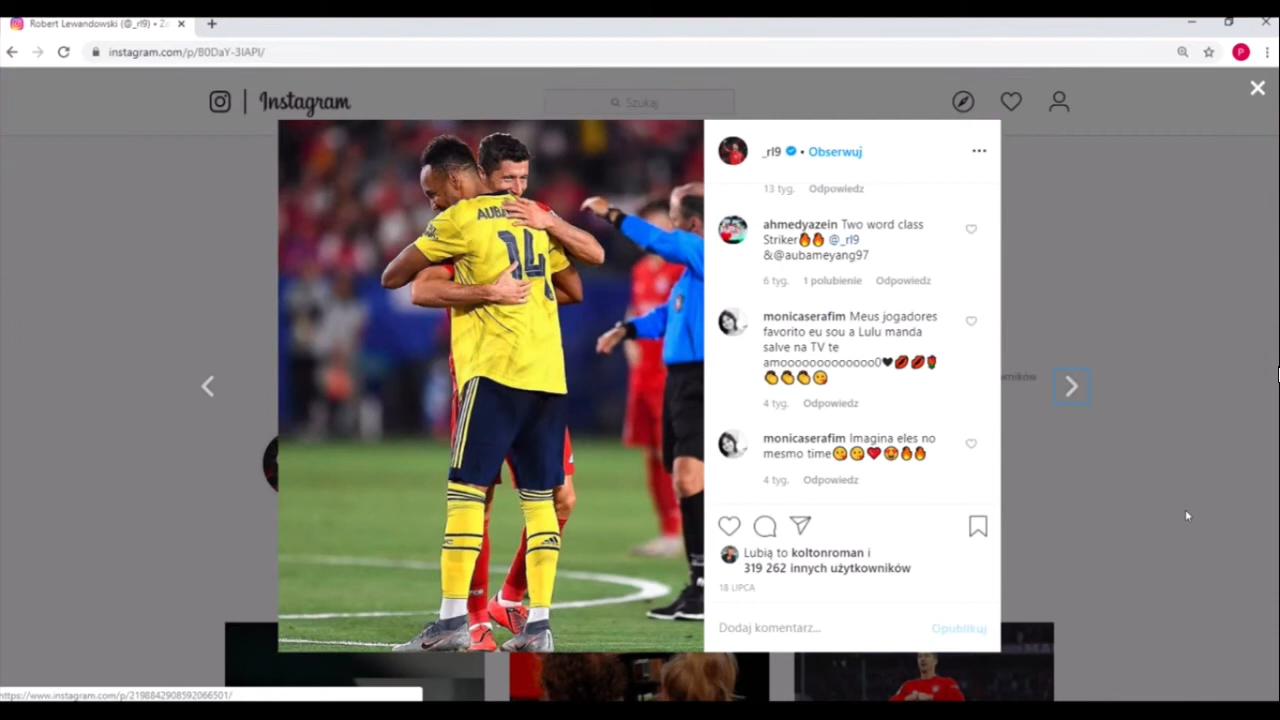 Robert Lewandowski (@_rl9) • Z
instagram.com/p/B0DaY-3IAPI/
P
Instagram
Szukaj
_rl9 • Obserwuj
13 tyg. Odpowiedz
ahmedyazein Two word class
Striker🔥🔥 @_rl9
&@aubameyang97
6 tyg. 1 polubienie Odpowiedz
monicaserafim Meus jogadores
favorito eu sou a Lulu manda
salve na TV te
amooooooooooooo0🖤💋💋🌹
👏👏👏😘
4 tyg. Odpowiedz
monicaserafim Imagina eles no
mesmo time😘😘❤️😍🔥🔥
4 tyg. Odpowiedz
Lubią to koltonroman i
319 262 innych użytkowników
18 LIPCA
Dodaj komentarz... Opublikuj
14
https://www.instagram.com/p/2198842908592066501/